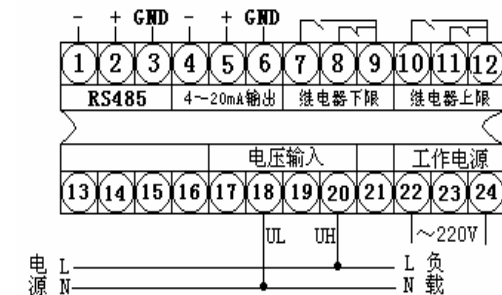 - + GND - + GND
1 2 3 4 5 6 7 8 9 10 11 12
RS485 4~20mA输出 继电器下限 继电器上限
电压输入 工作电源
13 14 15 16 17 18 19 20 21 22 23 24
UL UH ~220V
电源 L L 负载
N N